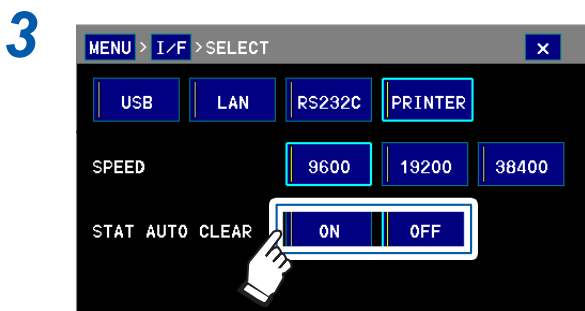 3
MENU > I/F >SELECT ×
USB LAN RS232C PRINTER
SPEED 9600 19200 38400
STAT AUTO CLEAR ON OFF